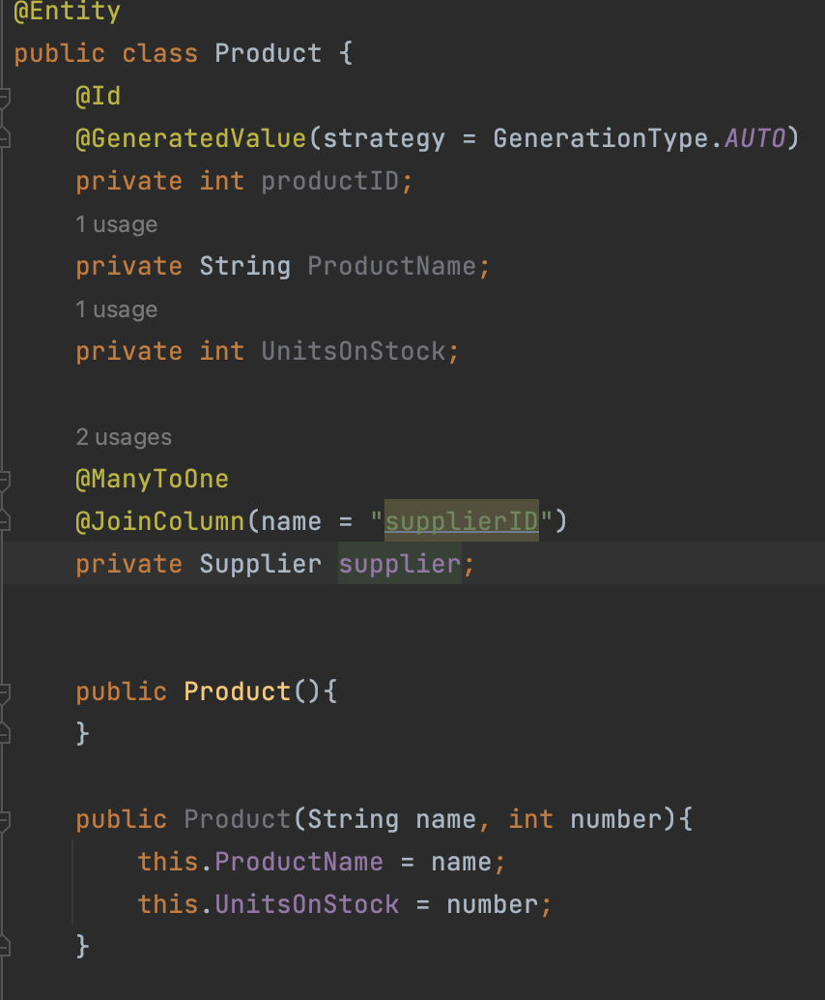 @Entity
public class Product {
@Id
@GeneratedValue(strategy = GenerationType.AUTO)
private int productID;
1 usage
private String ProductName;
1 usage
private int UnitsOnStock;
2 usages
@ManyToOne
@JoinColumn(name = "supplierID")
private Supplier supplier;
public Product(){
}
public Product(String name, int number){
this.ProductName = name;
this.UnitsOnStock = number;
}